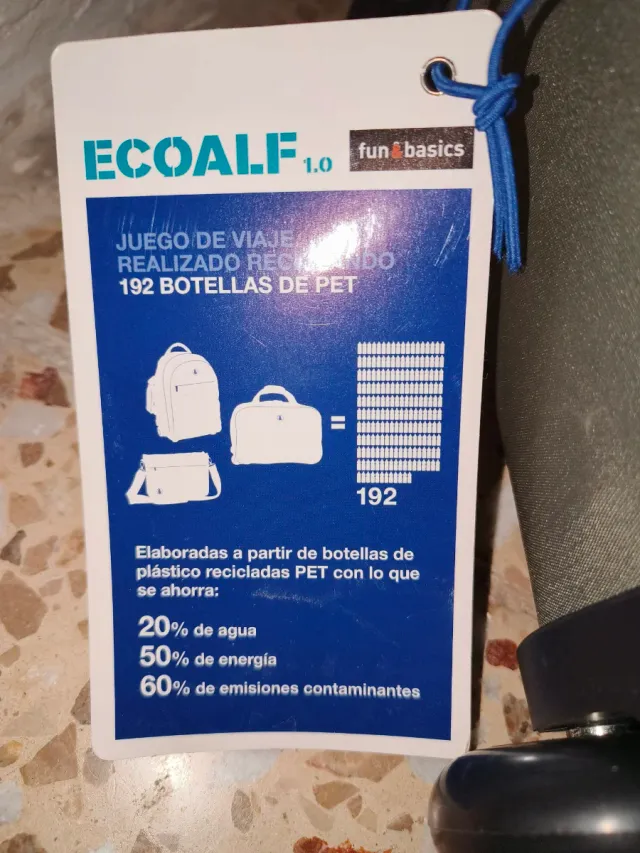 ECOALF 1.0
fun&basics
JUEGO DE VIAJE
REALIZADO RECICLANDO
192 BOTELLAS DE PET
=
192
Elaboradas a partir de botellas de
plástico recicladas PET con lo que
se ahorra:
20% de agua
50% de energía
60% de emisiones contaminantes